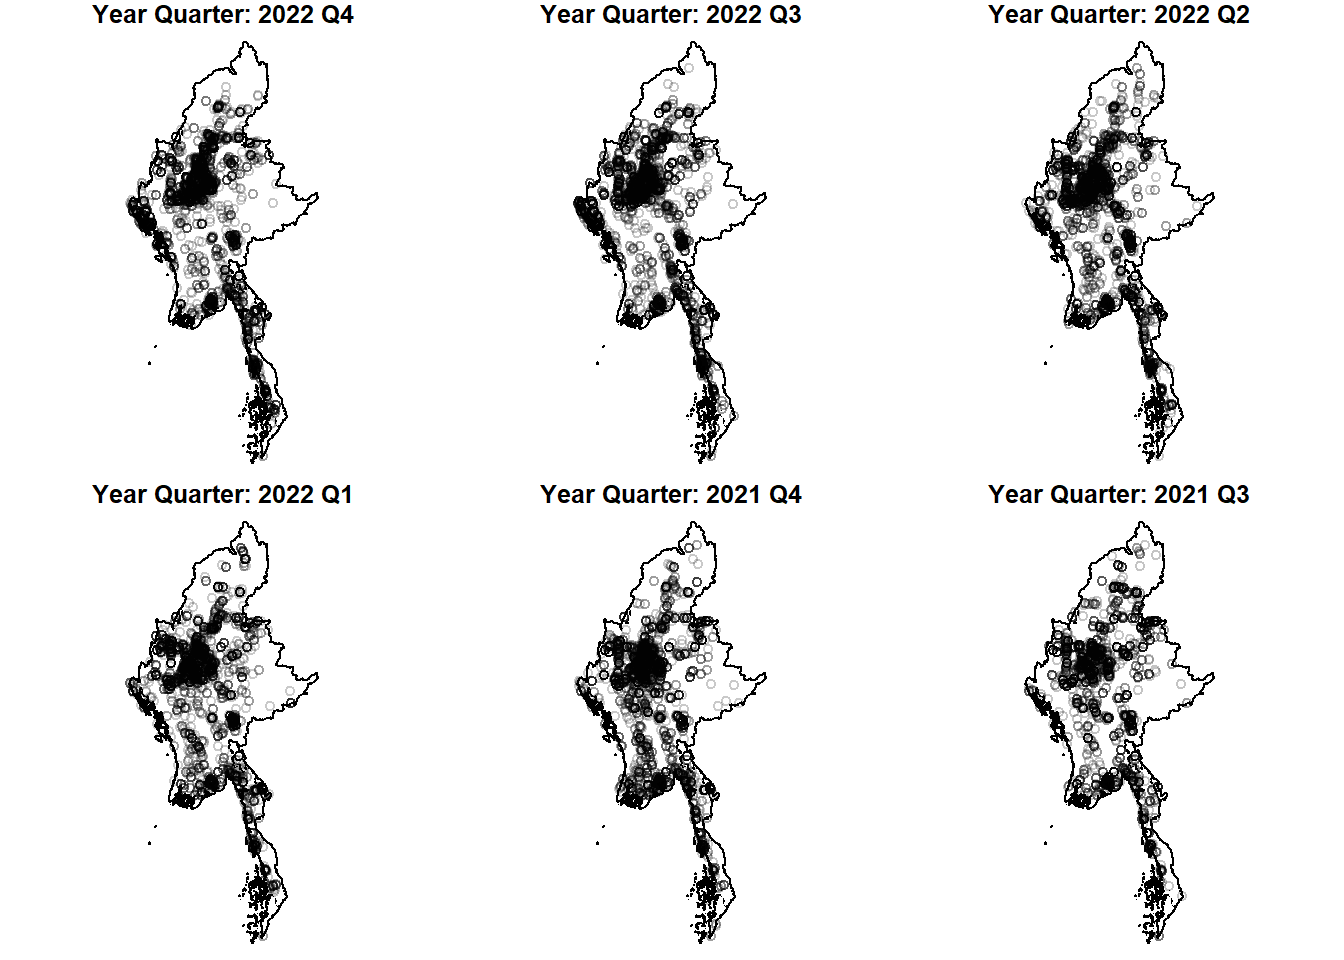 Year Quarter: 2022 Q4
Year Quarter: 2022 Q3
Year Quarter: 2022 Q2
Year Quarter: 2022 Q1
Year Quarter: 2021 Q4
Year Quarter: 2021 Q3